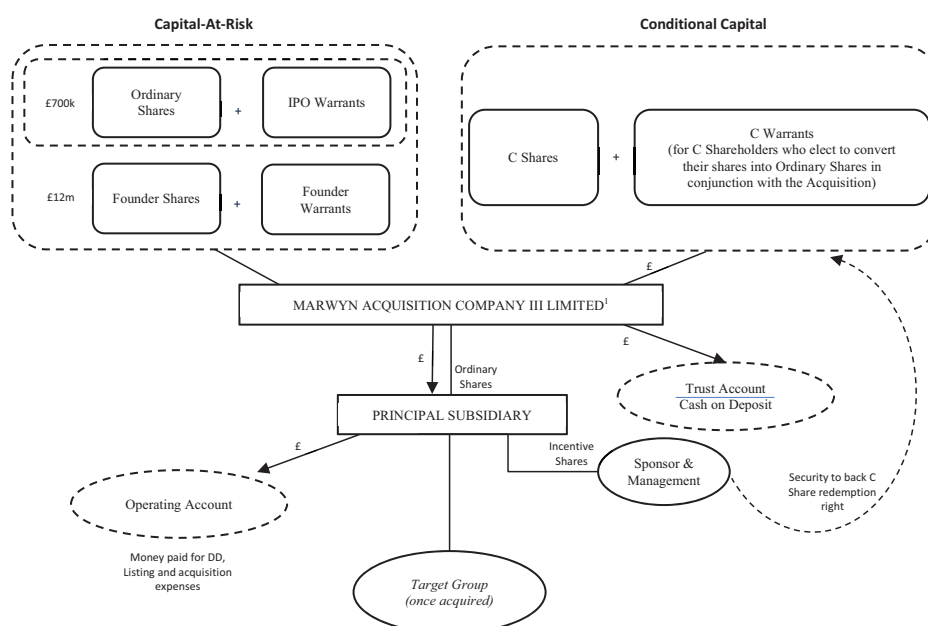 Capital-At-Risk
Conditional Capital
£700k
Ordinary
Shares
+
IPO Warrants
£12m
Founder Shares
+
Founder
Warrants
C Shares
+
C Warrants
(for C Shareholders who elect to convert
their shares into Ordinary Shares in
conjunction with the Acquisition)
£
MARWYN ACQUISITION COMPANY III LIMITED¹
£
Ordinary
Shares
£
Trust Account
Cash on Deposit
PRINCIPAL SUBSIDIARY
£
Incentive
Shares
Sponsor &
Management
Security to back C
Share redemption
right
Operating Account
Money paid for DD,
Listing and acquisition
expenses
Target Group
(once acquired)